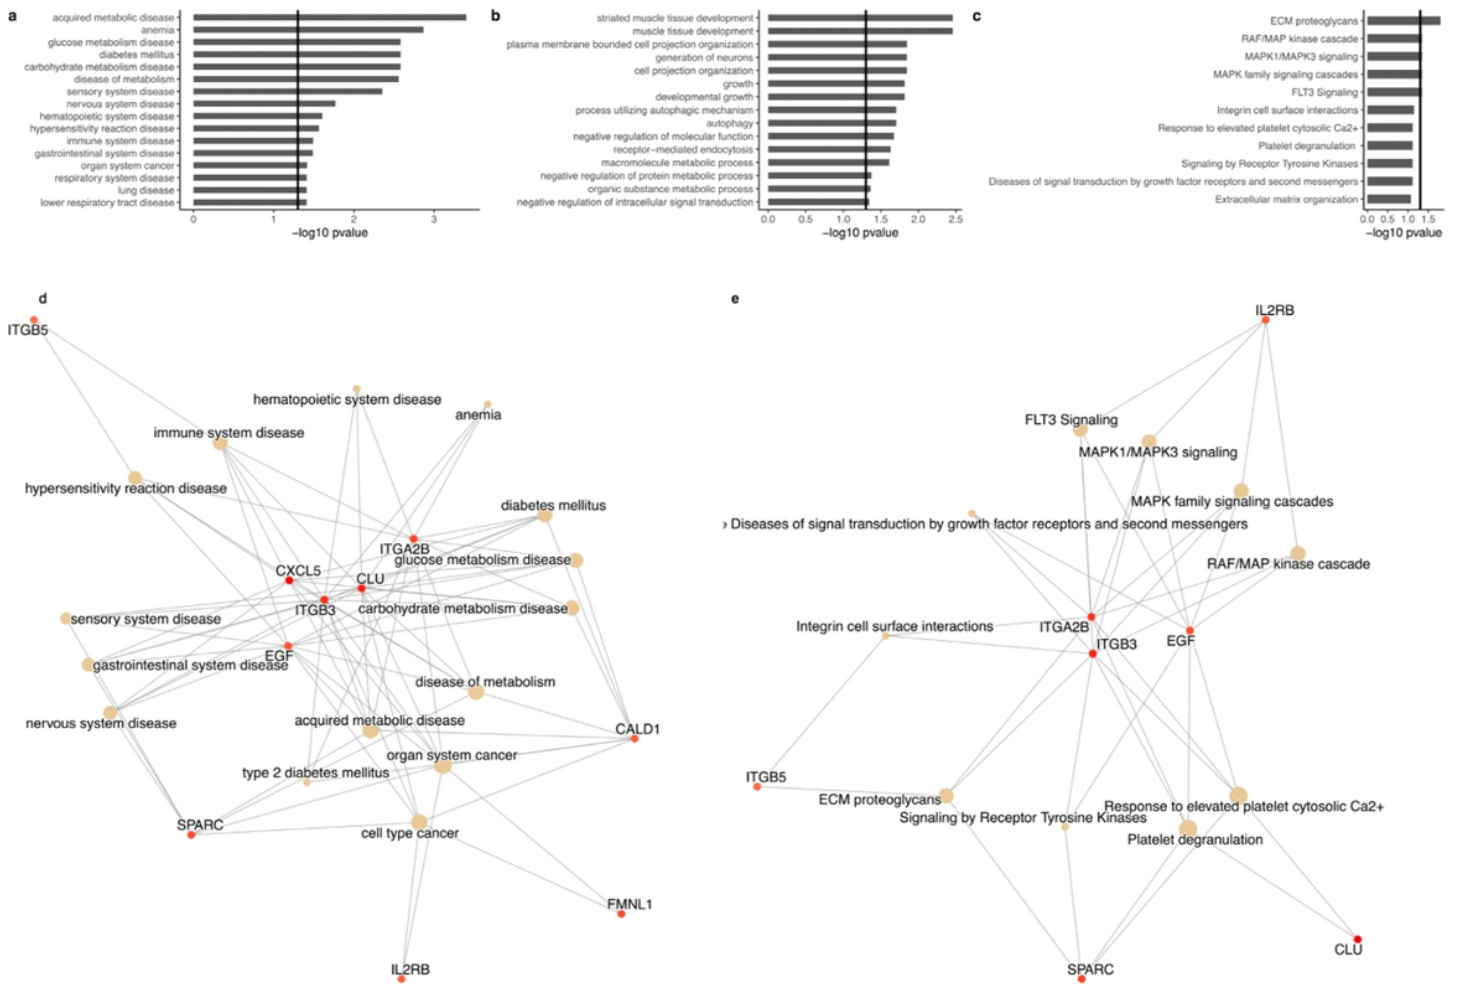 a
acquired metabolic disease
anemia
glucose metabolism disease
diabetes mellitus
carbohydrate metabolism disease
disease of metabolism
sensory system disease
nervous system disease
hematopoietic system disease
hypersensitivity reaction disease
immune system disease
gastrointestinal system disease
organ system cancer
respiratory system disease
lung disease
lower respiratory tract disease
0 1 2 3
−log10 pvalue
b
striated muscle tissue development
muscle tissue development
plasma membrane bounded cell projection organization
generation of neurons
cell projection organization
growth
developmental growth
process utilizing autophagic mechanism
autophagy
negative regulation of molecular function
receptor−mediated endocytosis
macromolecule metabolic process
negative regulation of protein metabolic process
organic substance metabolic process
negative regulation of intracellular signal transduction
0.0 0.5 1.0 1.5 2.0 2.5
−log10 pvalue
c
ECM proteoglycans
RAF/MAP kinase cascade
MAPK1/MAPK3 signaling
MAPK family signaling cascades
FLT3 Signaling
Integrin cell surface interactions
Response to elevated platelet cytosolic Ca2+
Platelet degranulation
Signaling by Receptor Tyrosine Kinases
Diseases of signal transduction by growth factor receptors and second messengers
Extracellular matrix organization
0.0 0.5 1.0 1.5
−log10 pvalue
d
ITGB5
hematopoietic system disease
anemia
immune system disease
hypersensitivity reaction disease
diabetes mellitus
ITGA2B
glucose metabolism disease
CXCL5
CLU
ITGB3
carbohydrate metabolism disease
sensory system disease
EGF
gastrointestinal system disease
disease of metabolism
nervous system disease
acquired metabolic disease
CALD1
organ system cancer
type 2 diabetes mellitus
SPARC
cell type cancer
FMNL1
IL2RB
e
IL2RB
FLT3 Signaling
MAPK1/MAPK3 signaling
MAPK family signaling cascades
Diseases of signal transduction by growth factor receptors and second messengers
RAF/MAP kinase cascade
Integrin cell surface interactions
ITGA2B
EGF
ITGB3
ITGB5
ECM proteoglycans
Response to elevated platelet cytosolic Ca2+
Signaling by Receptor Tyrosine Kinases
Platelet degranulation
CLU
SPARC